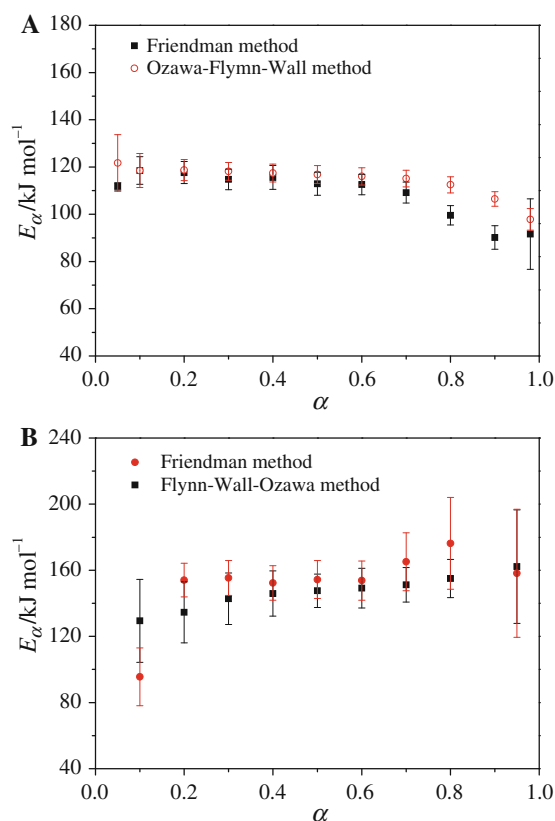 A
180
Friendman method
160
Ozawa-Flymn-Wall method
140
120
100
80
60
40
Eα/kJ mol⁻¹
0.0 0.2 0.4 0.6 0.8 1.0
α
B
240
Friendman method
Flynn-Wall-Ozawa method
200
160
120
80
40
Eα/kJ mol⁻¹
0.0 0.2 0.4 0.6 0.8 1.0
α